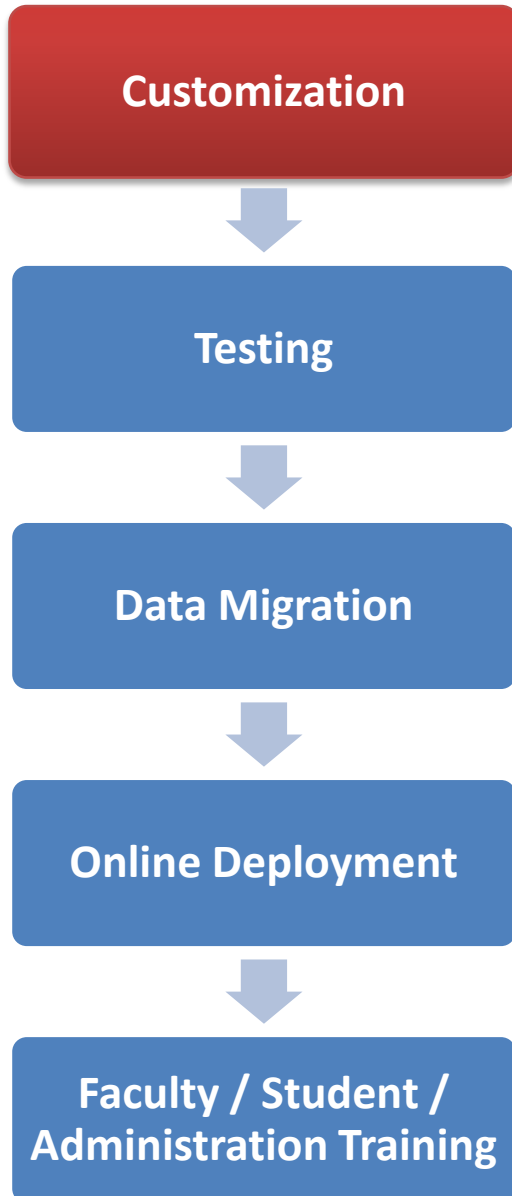 Customization
Testing
Data Migration
Online Deployment
Faculty / Student /
Administration Training